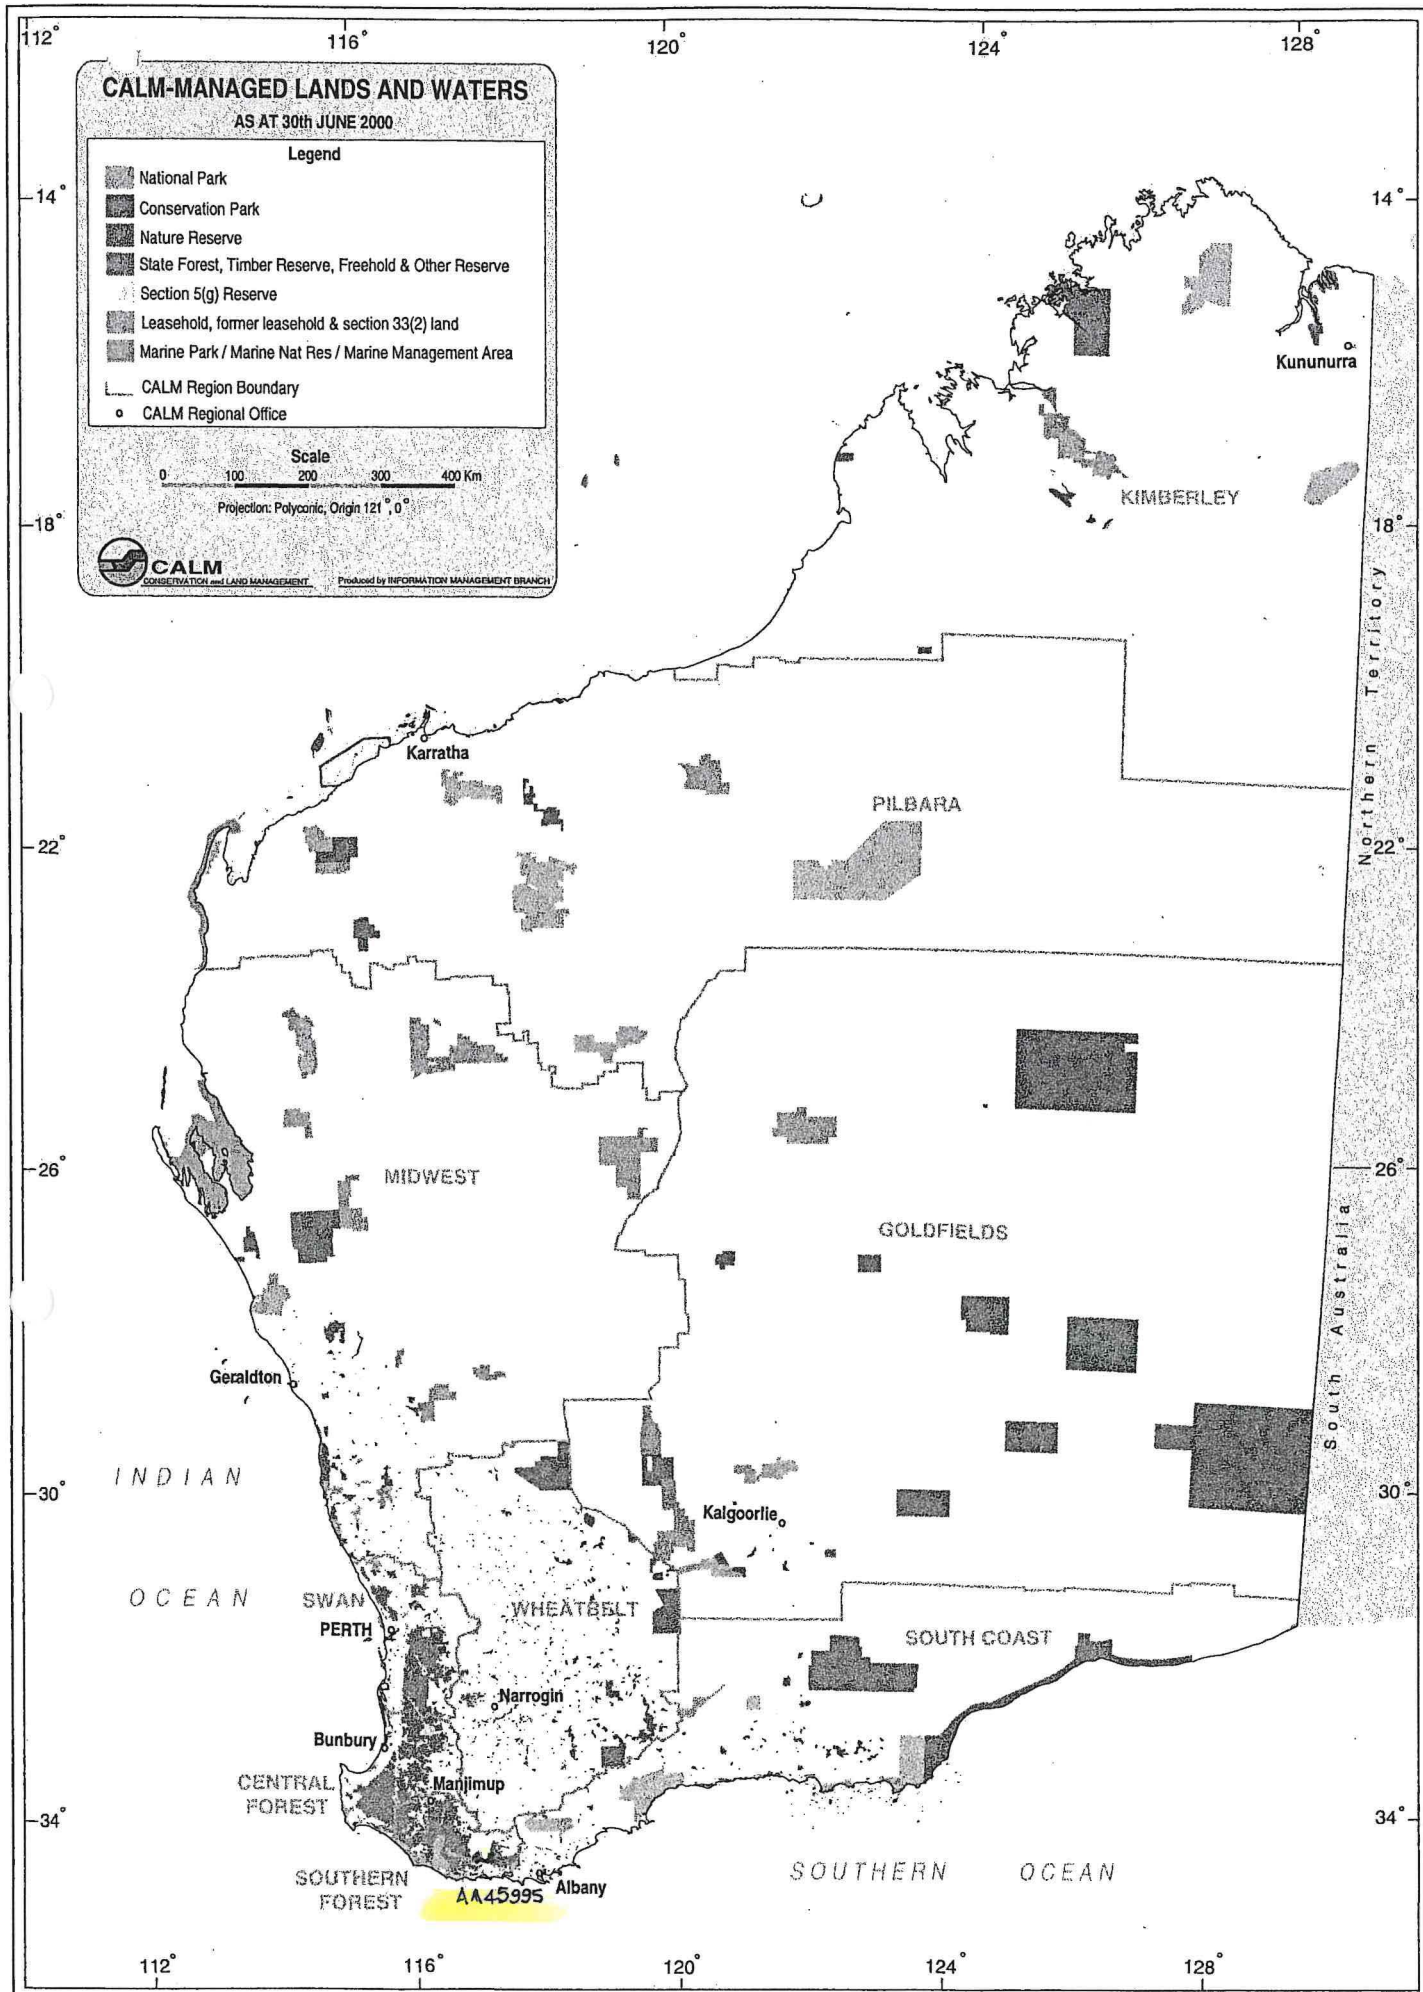 112° 116° 120° 124° 128°
CALM-MANAGED LANDS AND WATERS
AS AT 30th JUNE 2000
Legend
National Park
Conservation Park
Nature Reserve
State Forest, Timber Reserve, Freehold & Other Reserve
Section 5(g) Reserve
Leasehold, former leasehold & section 33(2) land
Marine Park / Marine Nat Res / Marine Management Area
CALM Region Boundary
CALM Regional Office
Scale
0 100 200 300 400 Km
Projection: Polyconic, Origin 121°, 0°
CALM
CONSERVATION and LAND MANAGEMENT Produced by INFORMATION MANAGEMENT BRANCH
14° 14°
Kununurra
KIMBERLEY
18° 18°
Northern Territory
Karratha
PILBARA
22° 22°
26° 26°
MIDWEST
GOLDFIELDS
South Australia
Geraldton
INDIAN
30° 30°
Kalgoorlie
OCEAN
SWAN
WHEATBELT
PERTH
SOUTH COAST
Narrogin
Bunbury
CENTRAL
FOREST
Manjimup
34° 34°
SOUTHERN
FOREST
SOUTHERN OCEAN
Albany
AA45995
112° 116° 120° 124° 128°